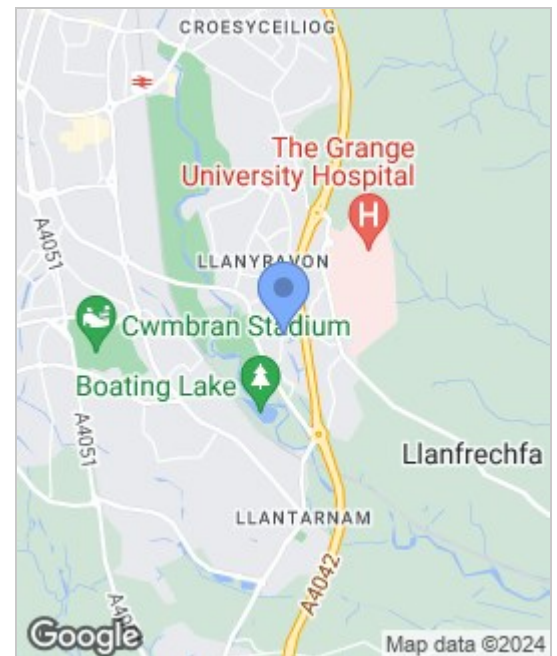 CROESYCEILIOG
The Grange
University Hospital
H
A4051
LLANYRAVON
Cwmbran Stadium
Boating Lake
A4051
Llanfrechfa
LLANTARNAM
A4042
Google
Map data ©2024